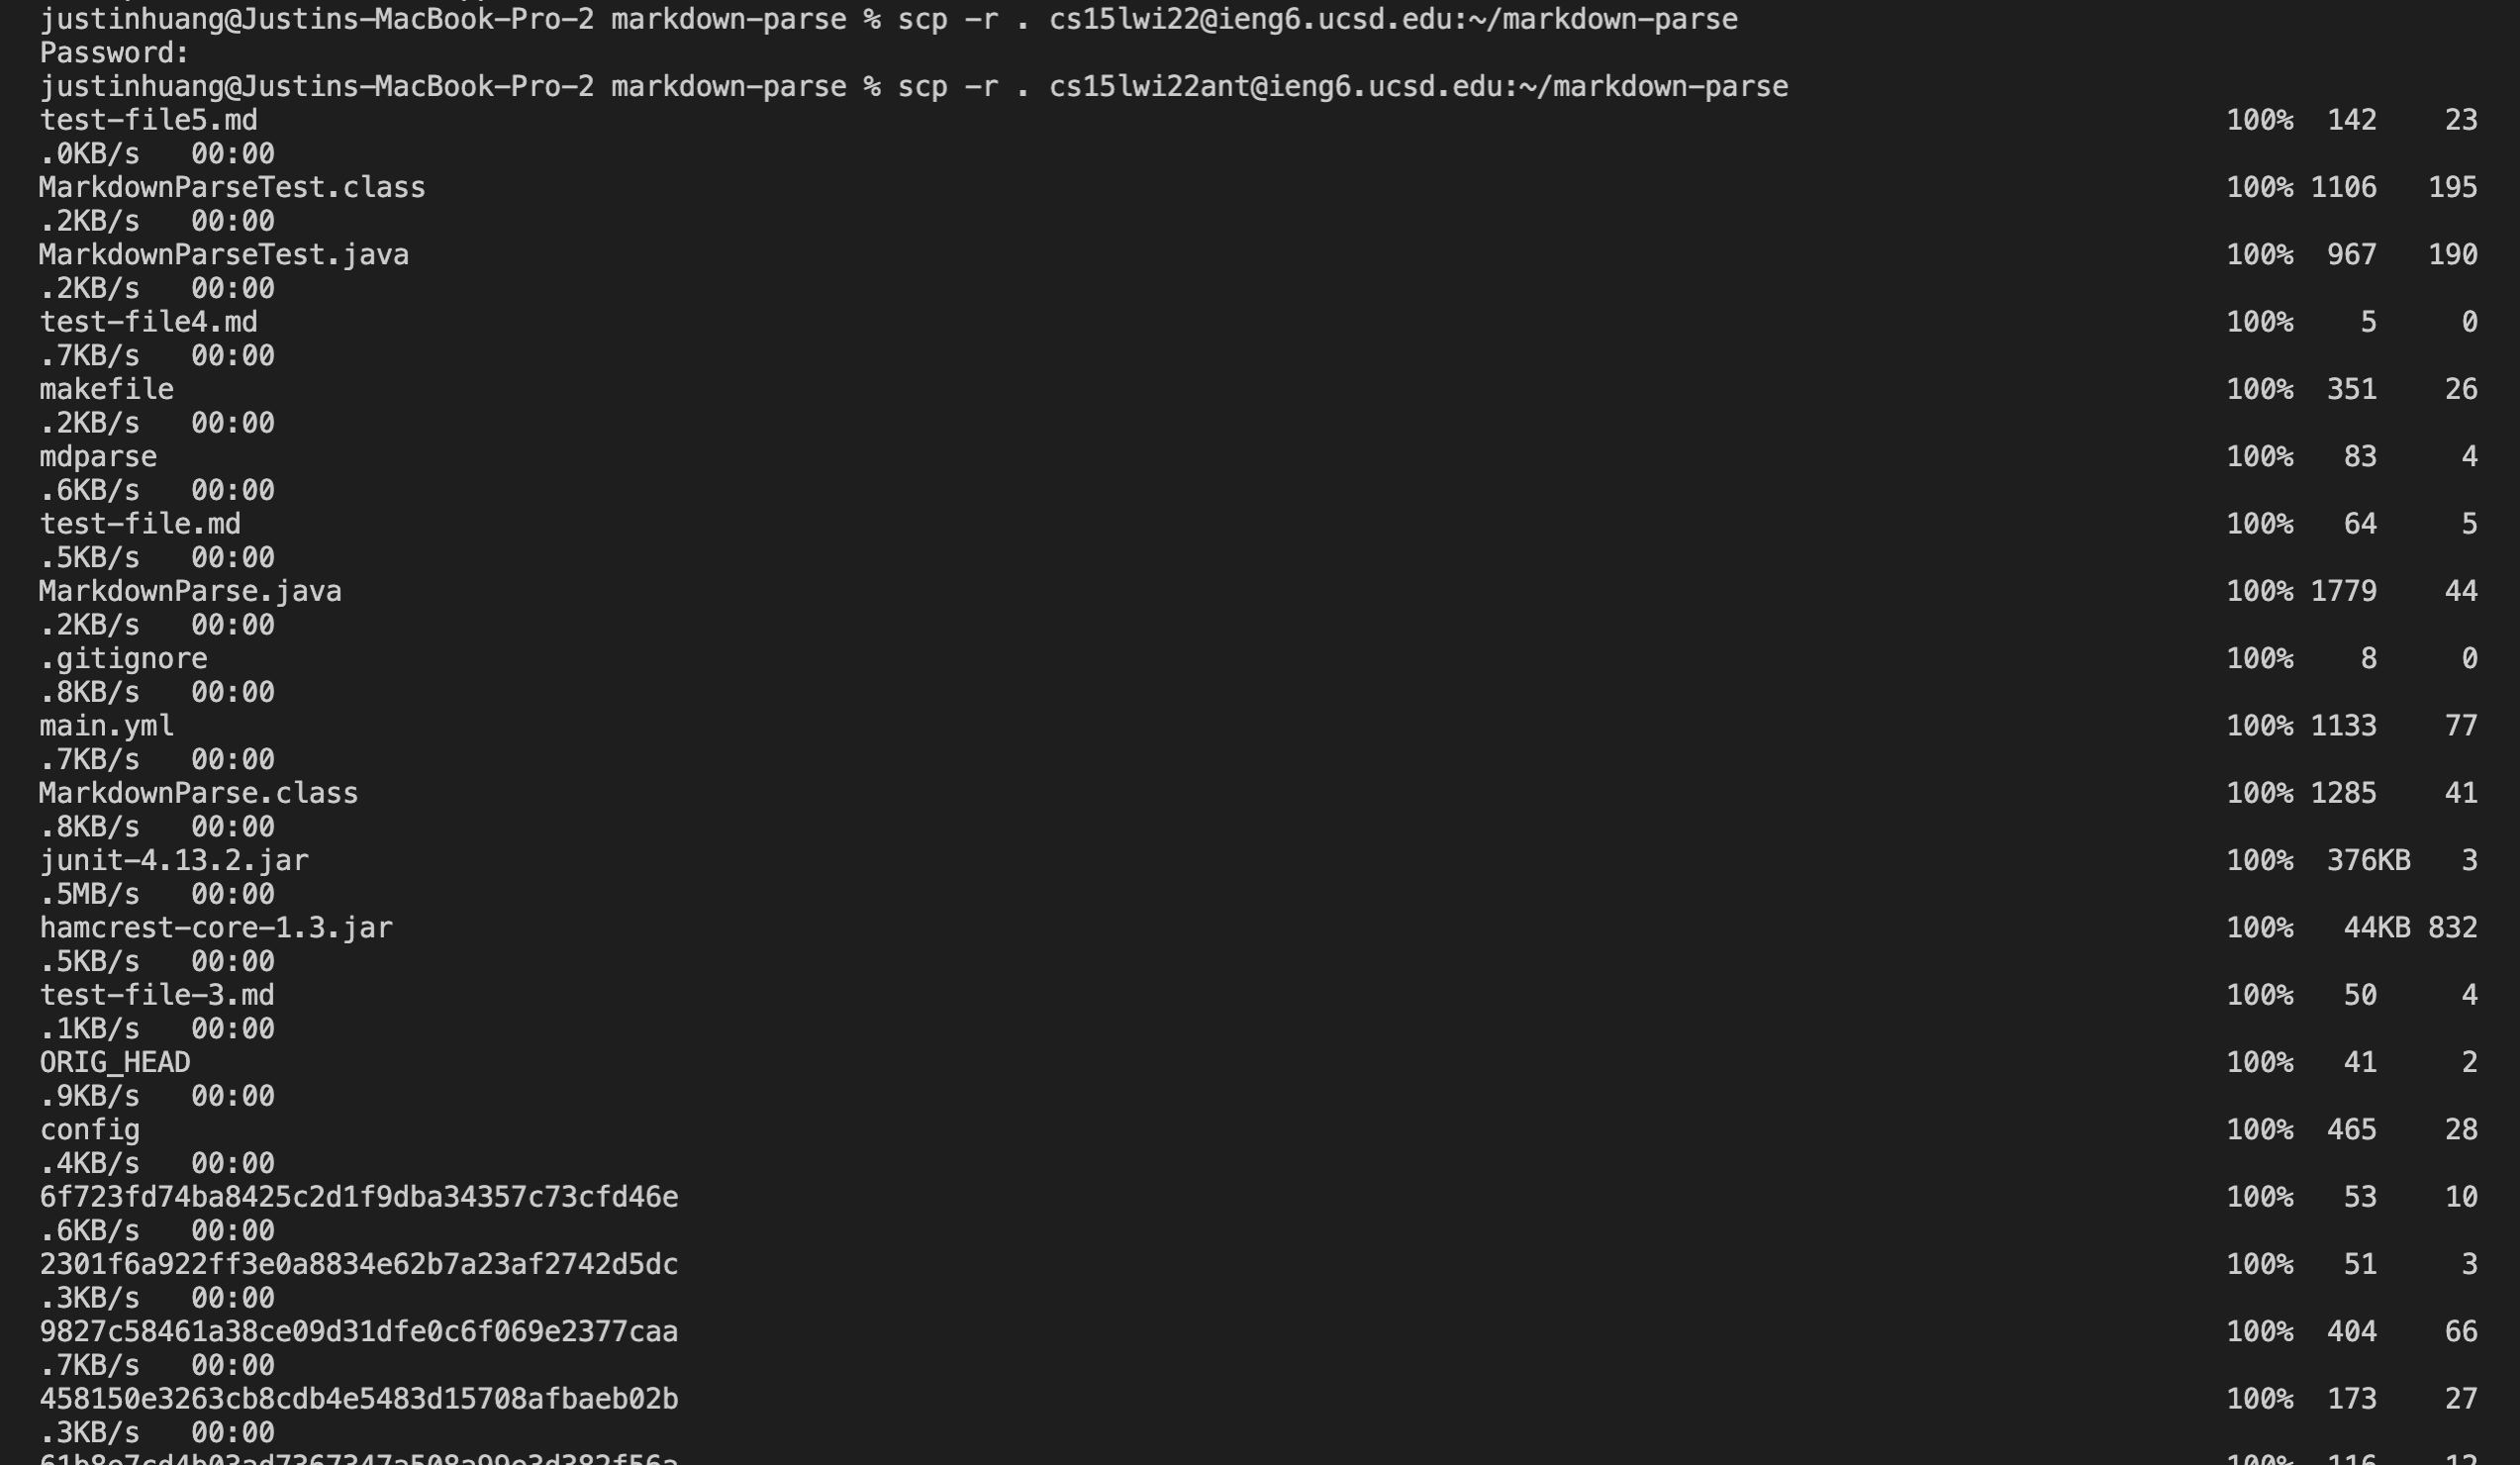 justinhuang@Justins-MacBook-Pro-2 markdown-parse % scp -r . cs15lwi22@ieng6.ucsd.edu:~/markdown-parse
Password:
justinhuang@Justins-MacBook-Pro-2 markdown-parse % scp -r . cs15lwi22ant@ieng6.ucsd.edu:~/markdown-parse
test-file5.md 100% 142 23
.0KB/s 00:00
MarkdownParseTest.class 100% 1106 195
.2KB/s 00:00
MarkdownParseTest.java 100% 967 190
.2KB/s 00:00
test-file4.md 100% 5 0
.7KB/s 00:00
makefile 100% 351 26
.2KB/s 00:00
mdparse 100% 83 4
.6KB/s 00:00
test-file.md 100% 64 5
.5KB/s 00:00
MarkdownParse.java 100% 1779 44
.2KB/s 00:00
.gitignore 100% 8 0
.8KB/s 00:00
main.yml 100% 1133 77
.7KB/s 00:00
MarkdownParse.class 100% 1285 41
.8KB/s 00:00
junit-4.13.2.jar 100% 376KB 3
.5MB/s 00:00
hamcrest-core-1.3.jar 100% 44KB 832
.5KB/s 00:00
test-file-3.md 100% 50 4
.1KB/s 00:00
ORIG_HEAD 100% 41 2
.9KB/s 00:00
config 100% 465 28
.4KB/s 00:00
6f723fd74ba8425c2d1f9dba34357c73cfd46e 100% 53 10
.6KB/s 00:00
2301f6a922ff3e0a8834e62b7a23af2742d5dc 100% 51 3
.3KB/s 00:00
9827c58461a38ce09d31dfe0c6f069e2377caa 100% 404 66
.7KB/s 00:00
458150e3263cb8cdb4e5483d15708afbaeb02b 100% 173 27
.3KB/s 00:00
100% 116 12